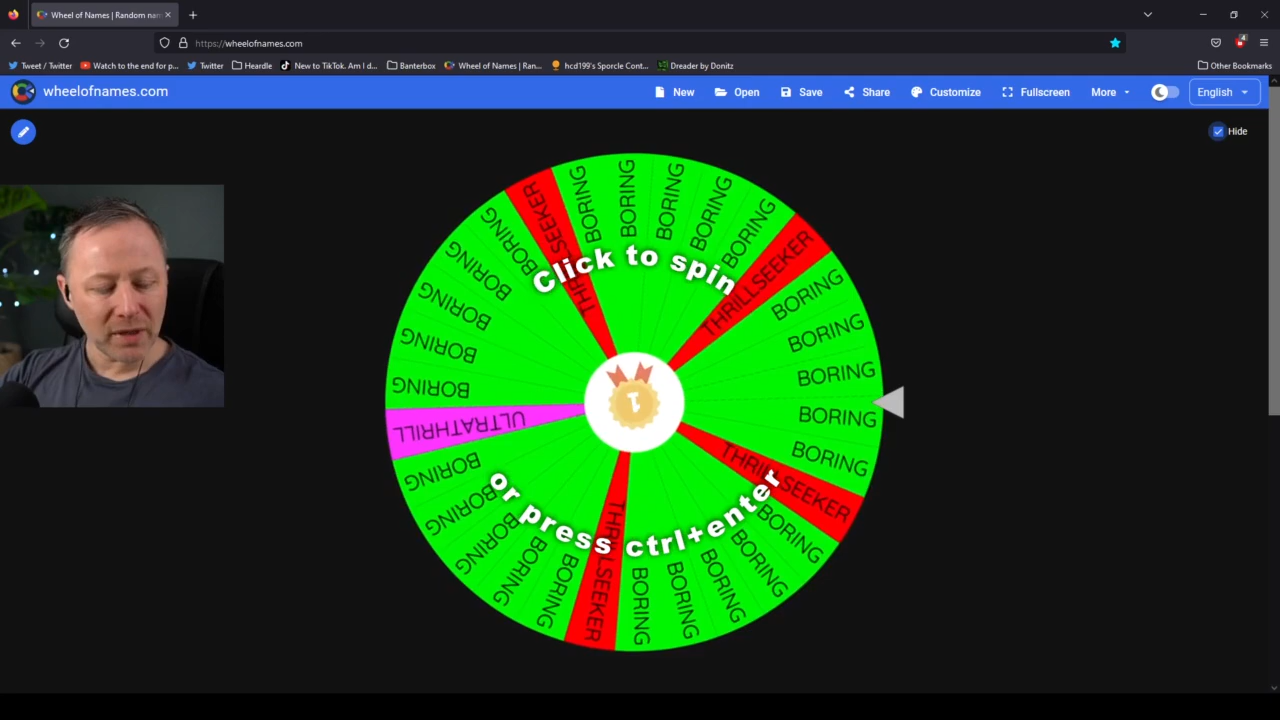 Wheel of Names | Random nam
https://wheelofnames.com
4
Tweet / Twitter
Watch to the end for p...
Twitter
Heardle
New to TikTok. Am I d...
Banterbox
Wheel of Names | Ran...
hcd199's Sporcle Cont...
Dreader by Donitz
Other Bookmarks
wheelofnames.com
New
Open
Save
Share
Customize
Fullscreen
More
English
Hide
THRILLSEEKER
BORING
BORING
BORING
BORING
BORING
THRILLSEEKER
BORING
BORING
BORING
BORING
BORING
THRILLSEEKER
BORING
BORING
BORING
BORING
BORING
THRILLSEEKER
BORING
BORING
BORING
BORING
BORING
ULTRATHRILL
BORING
BORING
BORING
BORING
BORING
Click to spin
1
or press ctrl+enter